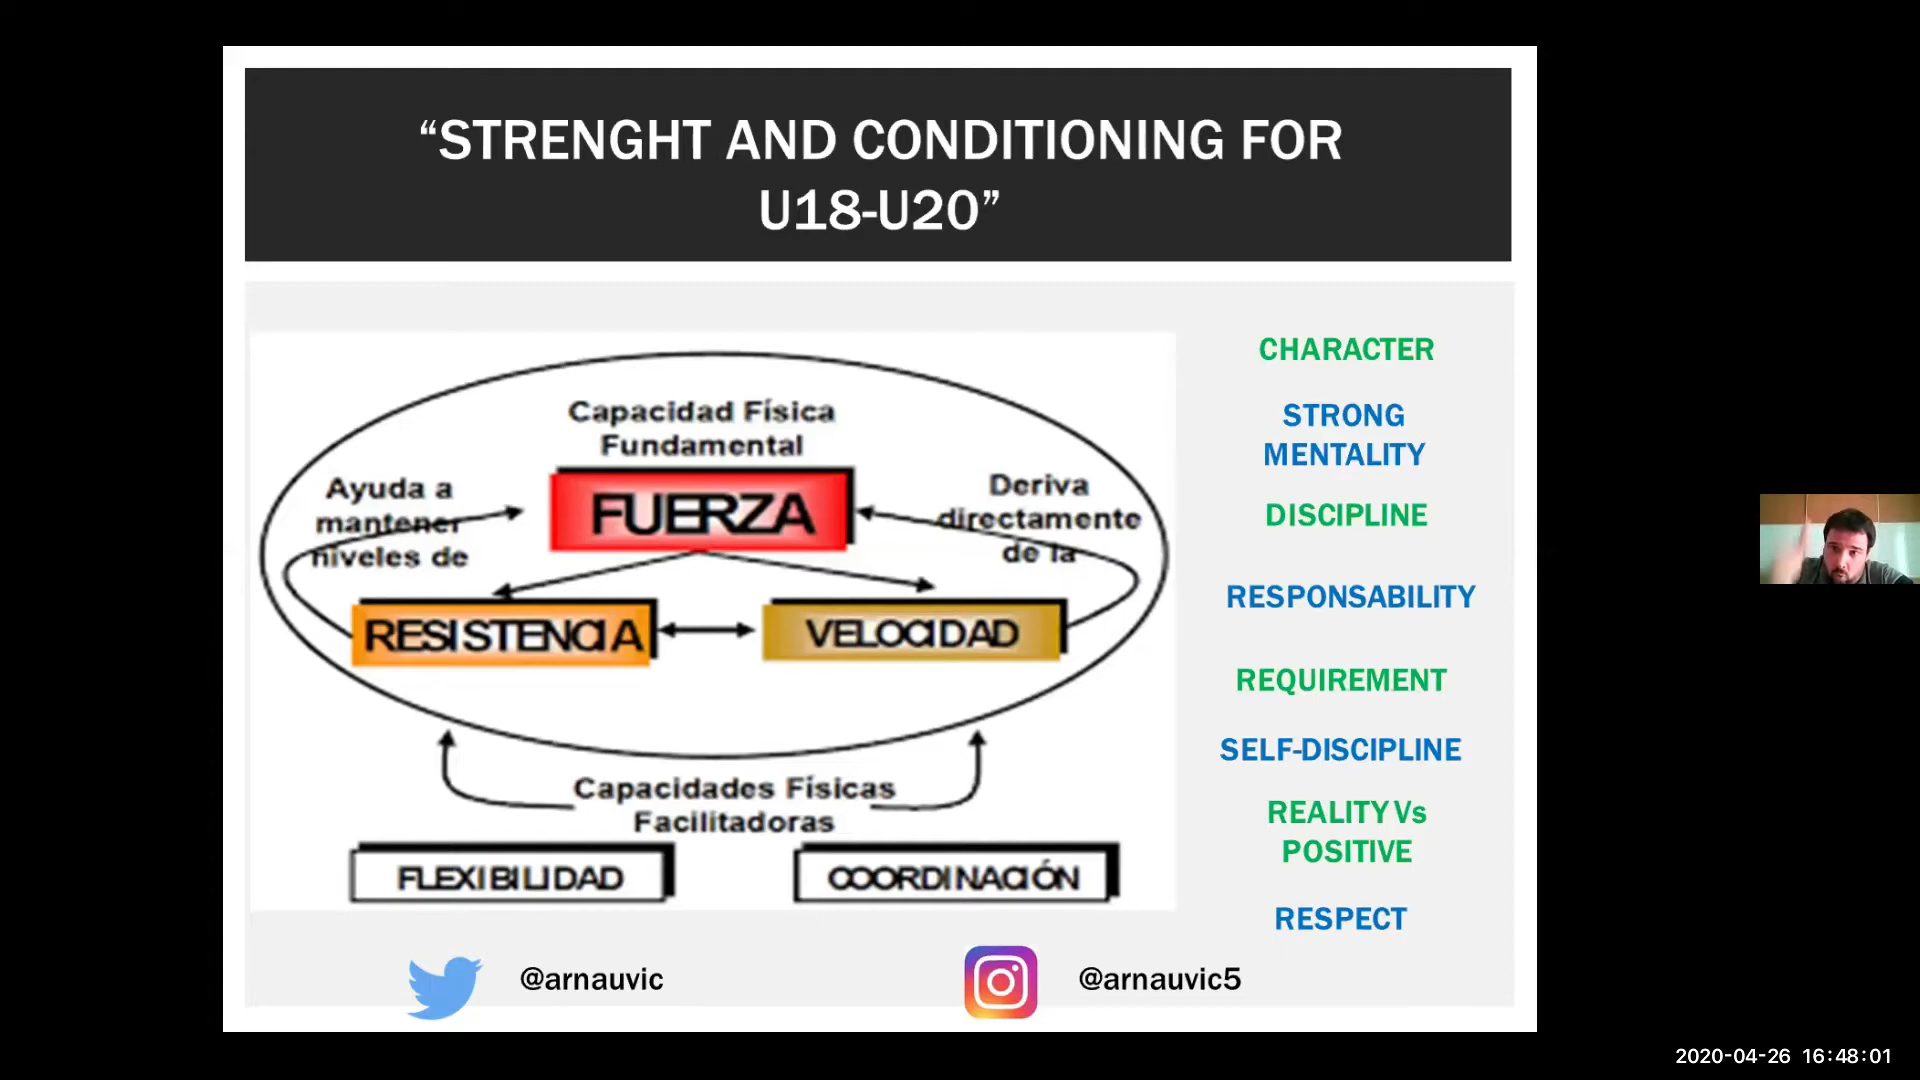 “STRENGHT AND CONDITIONING FOR
U18-U20”
Capacidad Física
Fundamental
FUERZA
Ayuda a
mantener
niveles de
Deriva
directamente
de la
RESISTENCIA
VELOCIDAD
Capacidades Físicas
Facilitadoras
FLEXIBILIDAD
COORDINACIÓN
CHARACTER
STRONG
MENTALITY
DISCIPLINE
RESPONSABILITY
REQUIREMENT
SELF-DISCIPLINE
REALITY Vs
POSITIVE
RESPECT
@arnauvic
@arnauvic5
2020-04-26 16:48:01